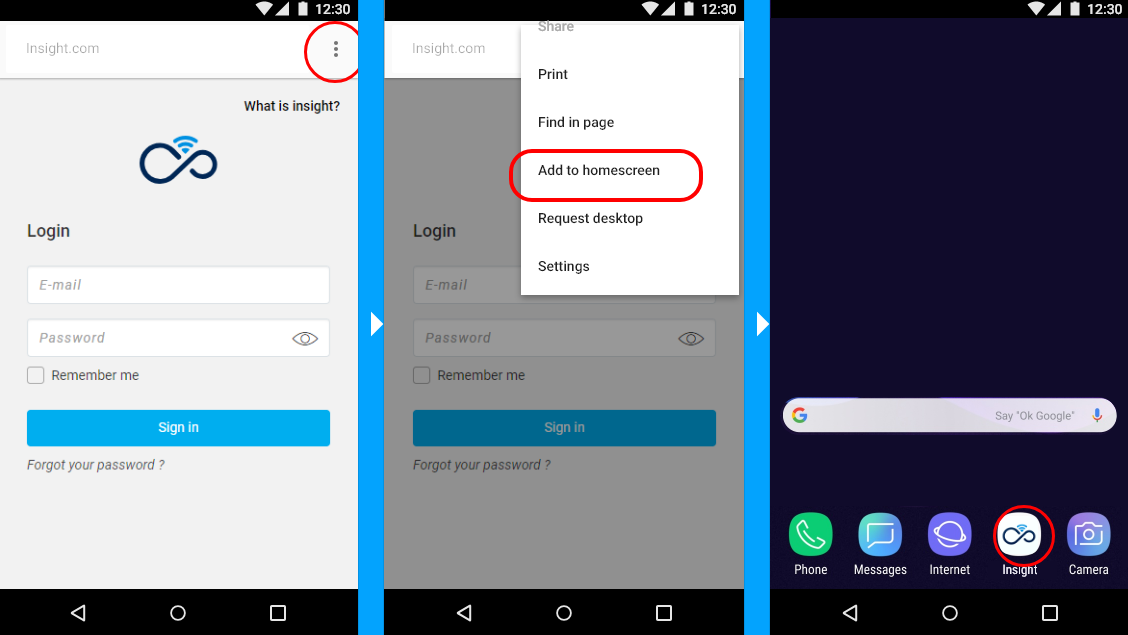 12:30
Insight.com
What is insight?
Login
E-mail
Password
Remember me
Sign in
Forgot your password ?
12:30
Insight.com
Share
Print
Find in page
Add to homescreen
Request desktop
Settings
Login
E-mail
Password
Remember me
Sign in
Forgot your password ?
12:30
Say "Ok Google"
Phone
Messages
Internet
Insight
Camera